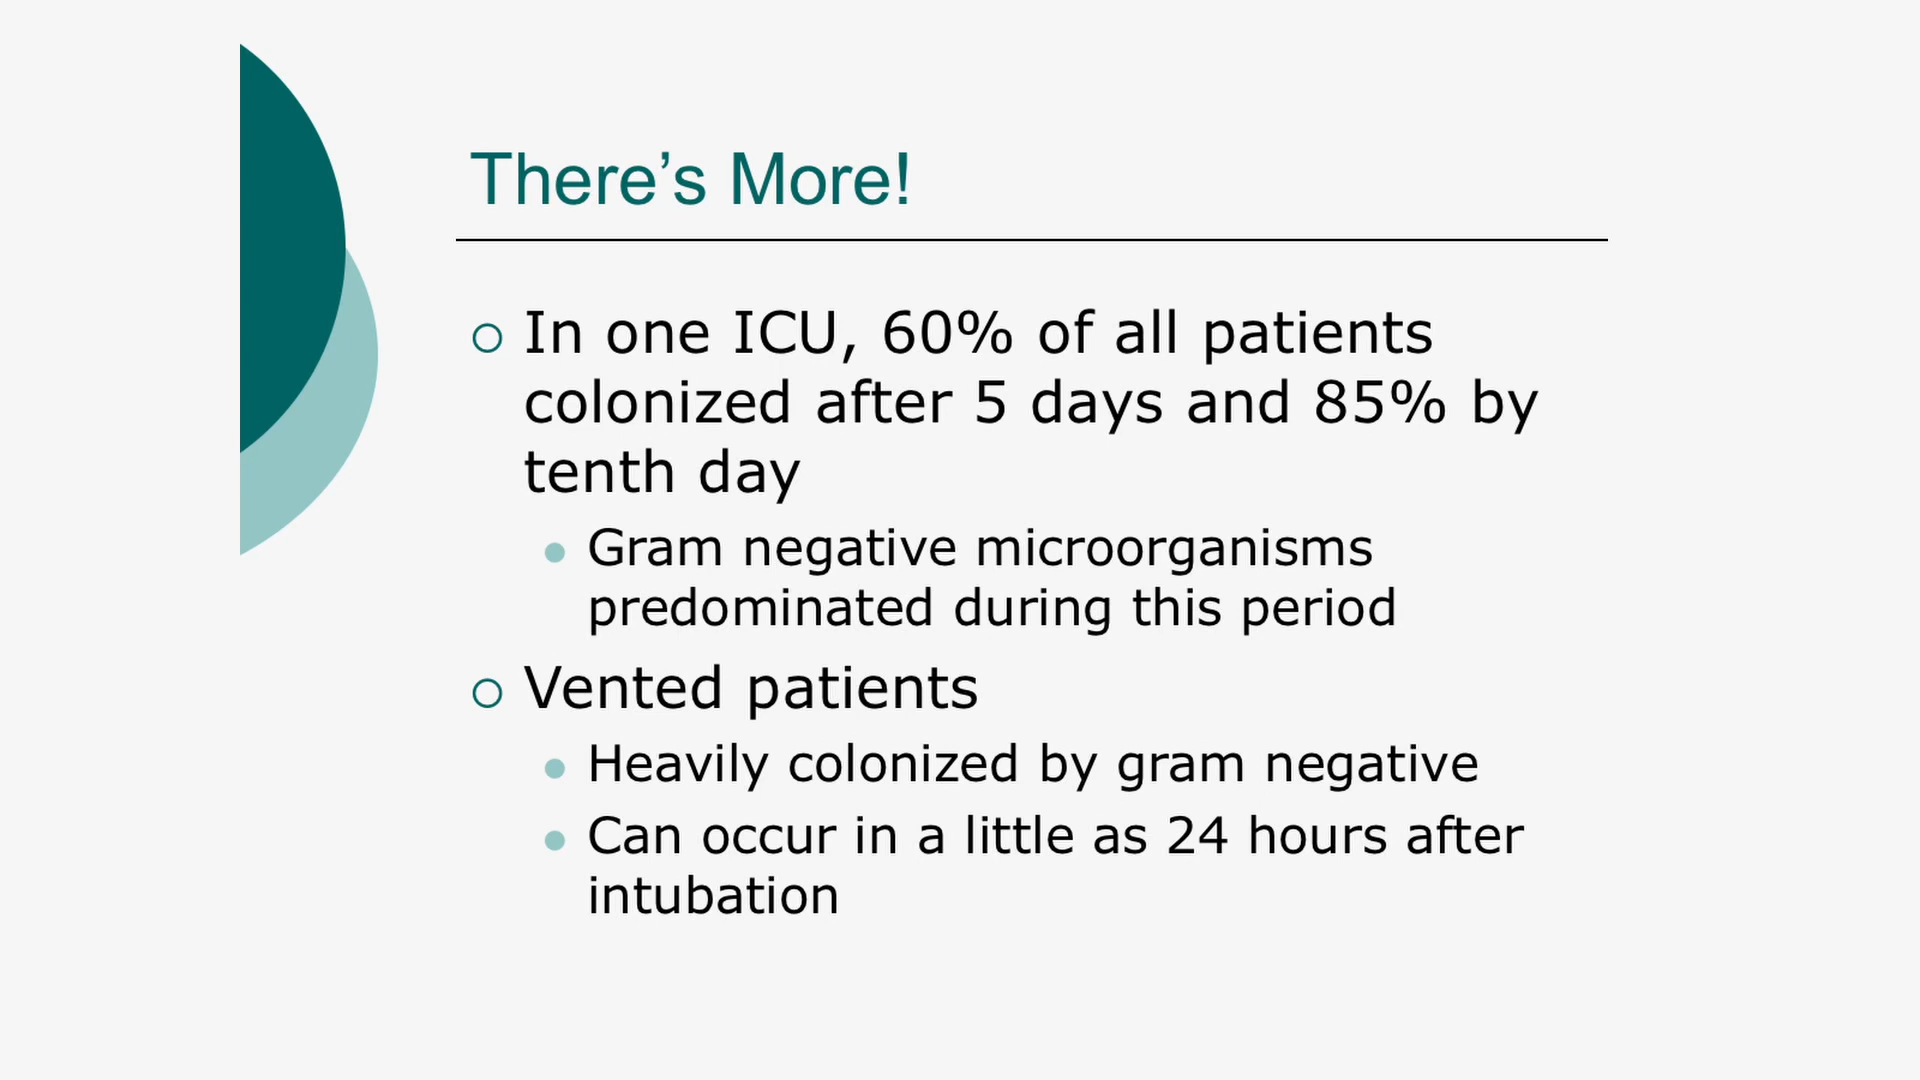 There’s More!
In one ICU, 60% of all patients
colonized after 5 days and 85% by
tenth day
Gram negative microorganisms
predominated during this period
Vented patients
Heavily colonized by gram negative
Can occur in a little as 24 hours after
intubation